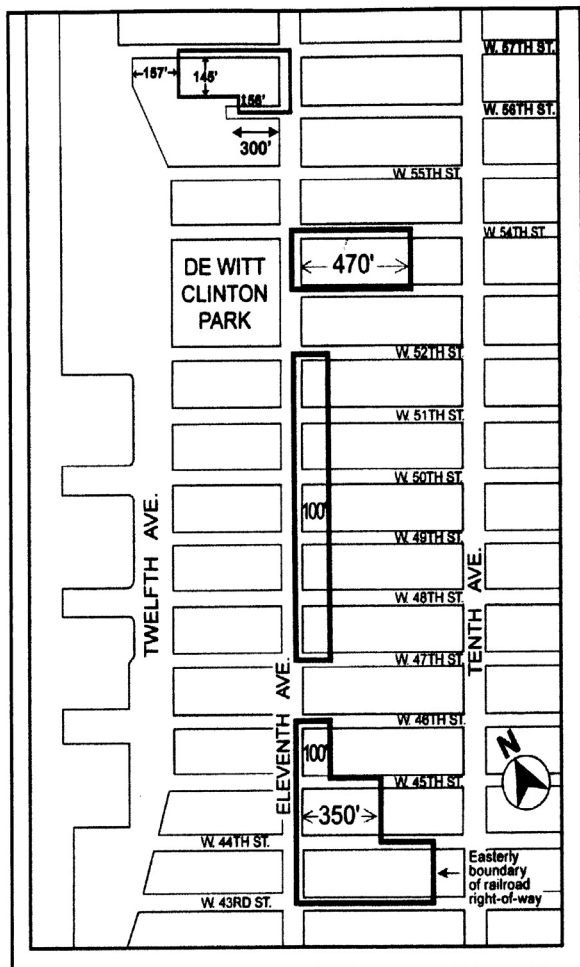 W. 57TH ST.
157'
145'
56'
W. 56TH ST.
300'
W. 55TH ST.
W. 54TH ST.
470'
DE WITT
CLINTON
PARK
W. 52TH ST.
W. 51TH ST.
W. 50TH ST.
100'
W. 49TH ST.
TWELFTH AVE.
TENTH AVE.
W. 48TH ST.
W. 47TH ST.
ELEVENTH AVE.
W. 46TH ST.
100'
N
W. 45TH ST.
350'
W. 44TH ST.
Easterly
boundary
of railroad
right-of-way
W. 43RD ST.